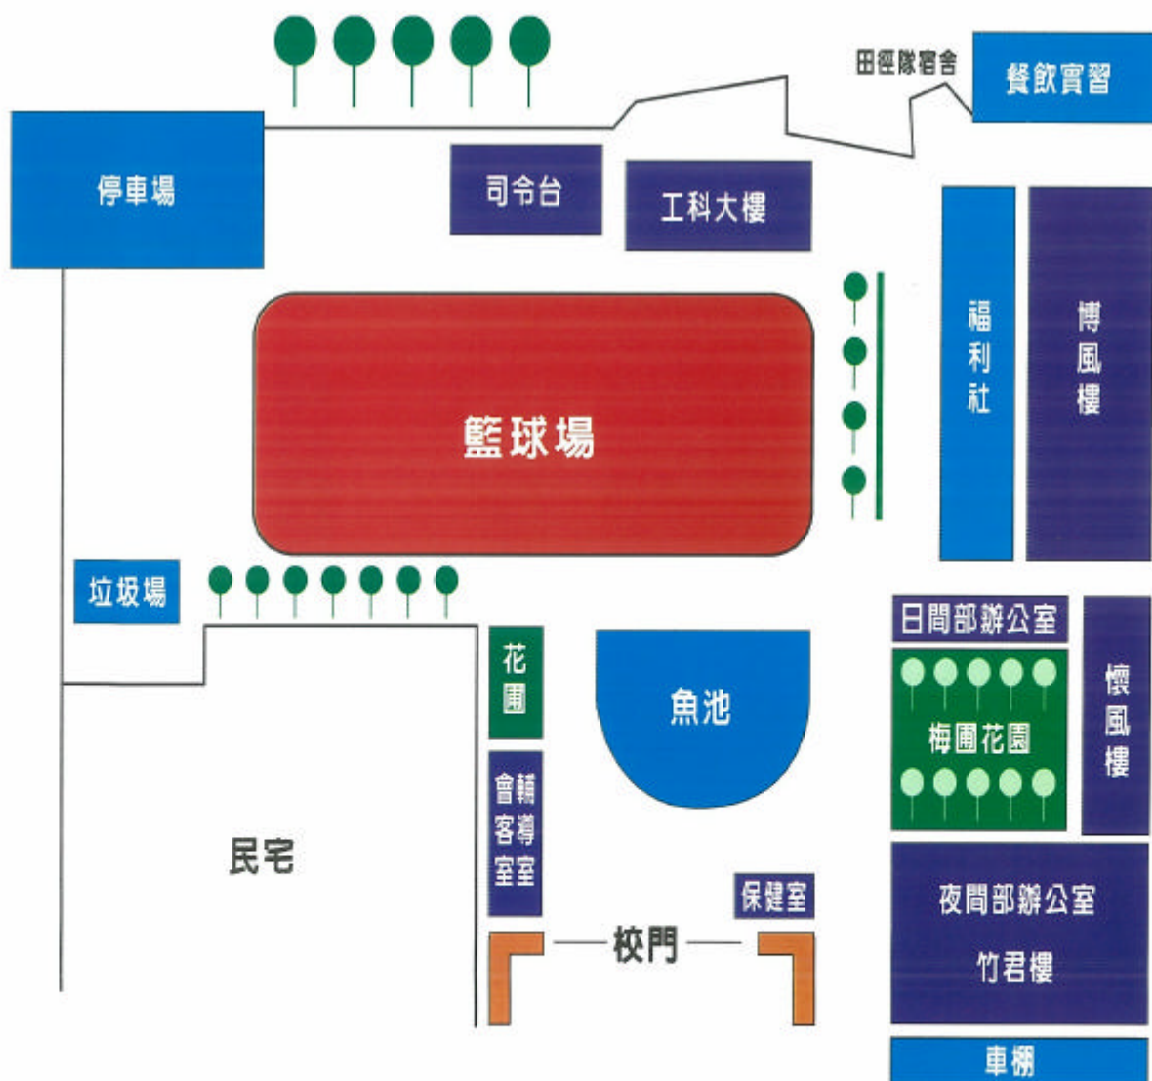 田徑隊宿舍
餐飲實習
停車場
司令台
工科大樓
福利社
博風樓
籃球場
垃圾場
日間部辦公室
花圃
魚池
懷風樓
梅圃花園
輔導室
會客室
民宅
保健室
夜間部辦公室
校門
竹君樓
車棚